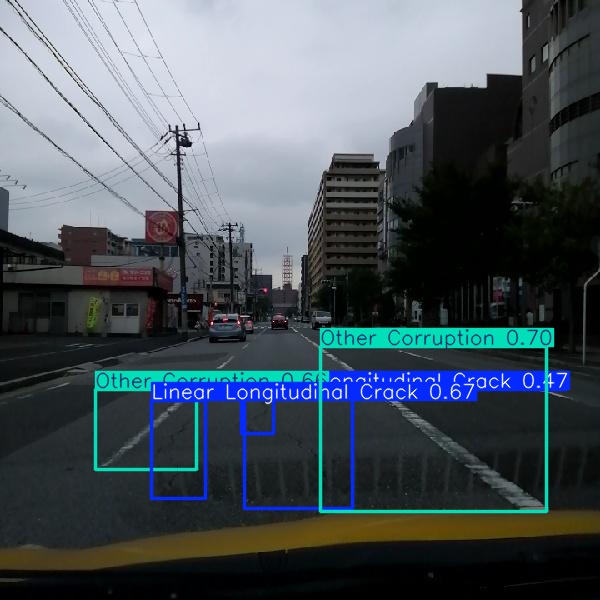 Other Corruption 0.70
Other Corruption 0.66
Longitudinal Crack 0.47
Linear Longitudinal Crack 0.67